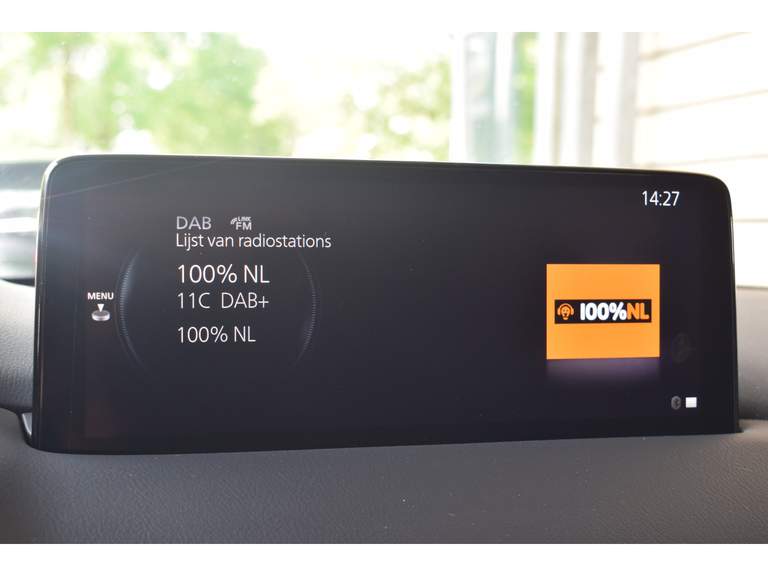 14:27
DAB LINK FM
Lijst van radiostations
100% NL
MENU
11C DAB+
100% NL
100%NL